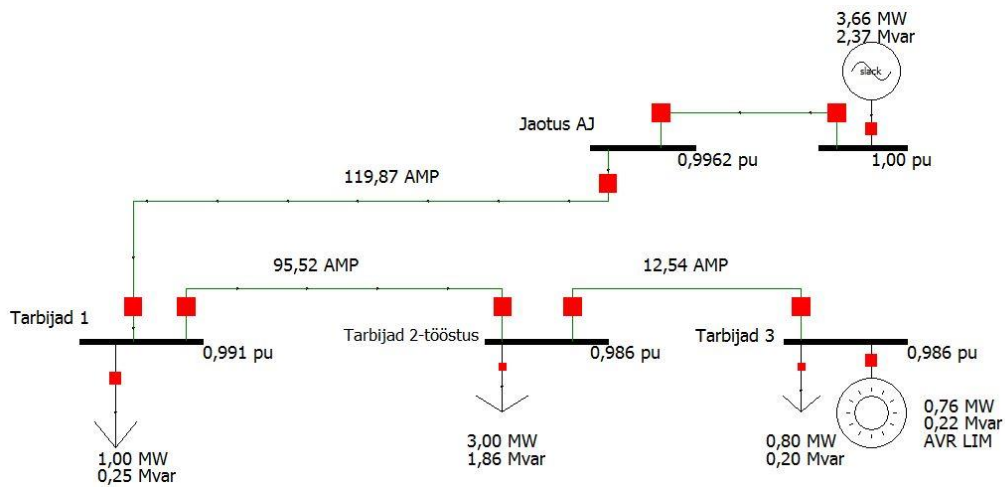 3,66 MW
2,37 Mvar
slack
Jaotus AJ
0,9962 pu
1,00 pu
119,87 AMP
95,52 AMP
12,54 AMP
Tarbijad 1
Tarbijad 2-tööstus
Tarbijad 3
0,991 pu
0,986 pu
0,986 pu
1,00 MW
0,25 Mvar
3,00 MW
1,86 Mvar
0,80 MW
0,20 Mvar
0,76 MW
0,22 Mvar
AVR LIM